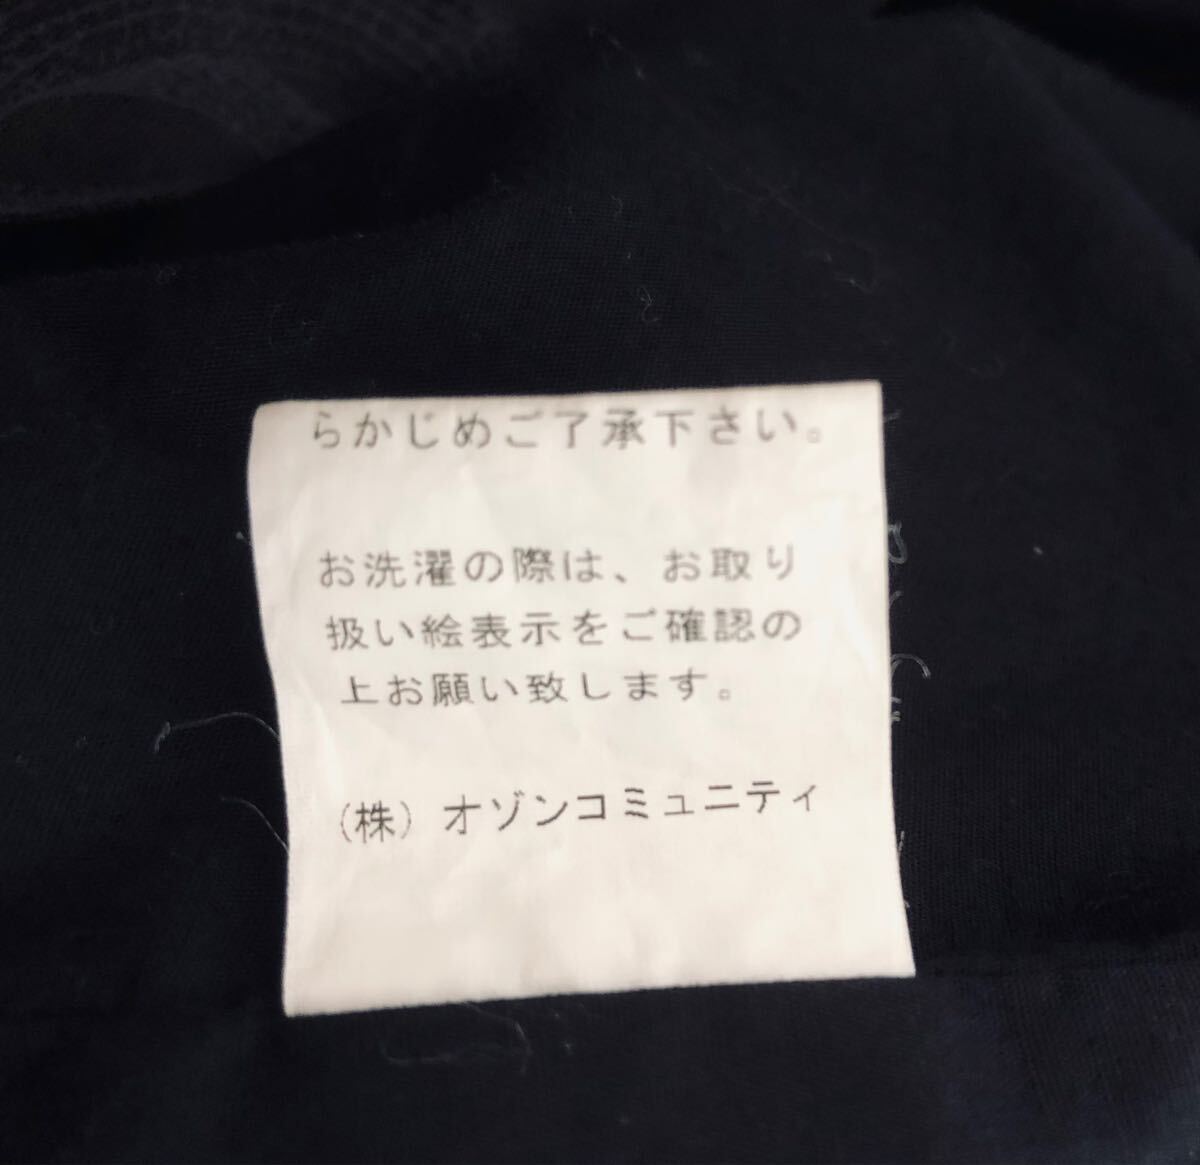 らかじめご了承下さい。
お洗濯の際は、お取り
扱い絵表示をご確認の
上お願い致します。
（株）オゾンコミュニティ